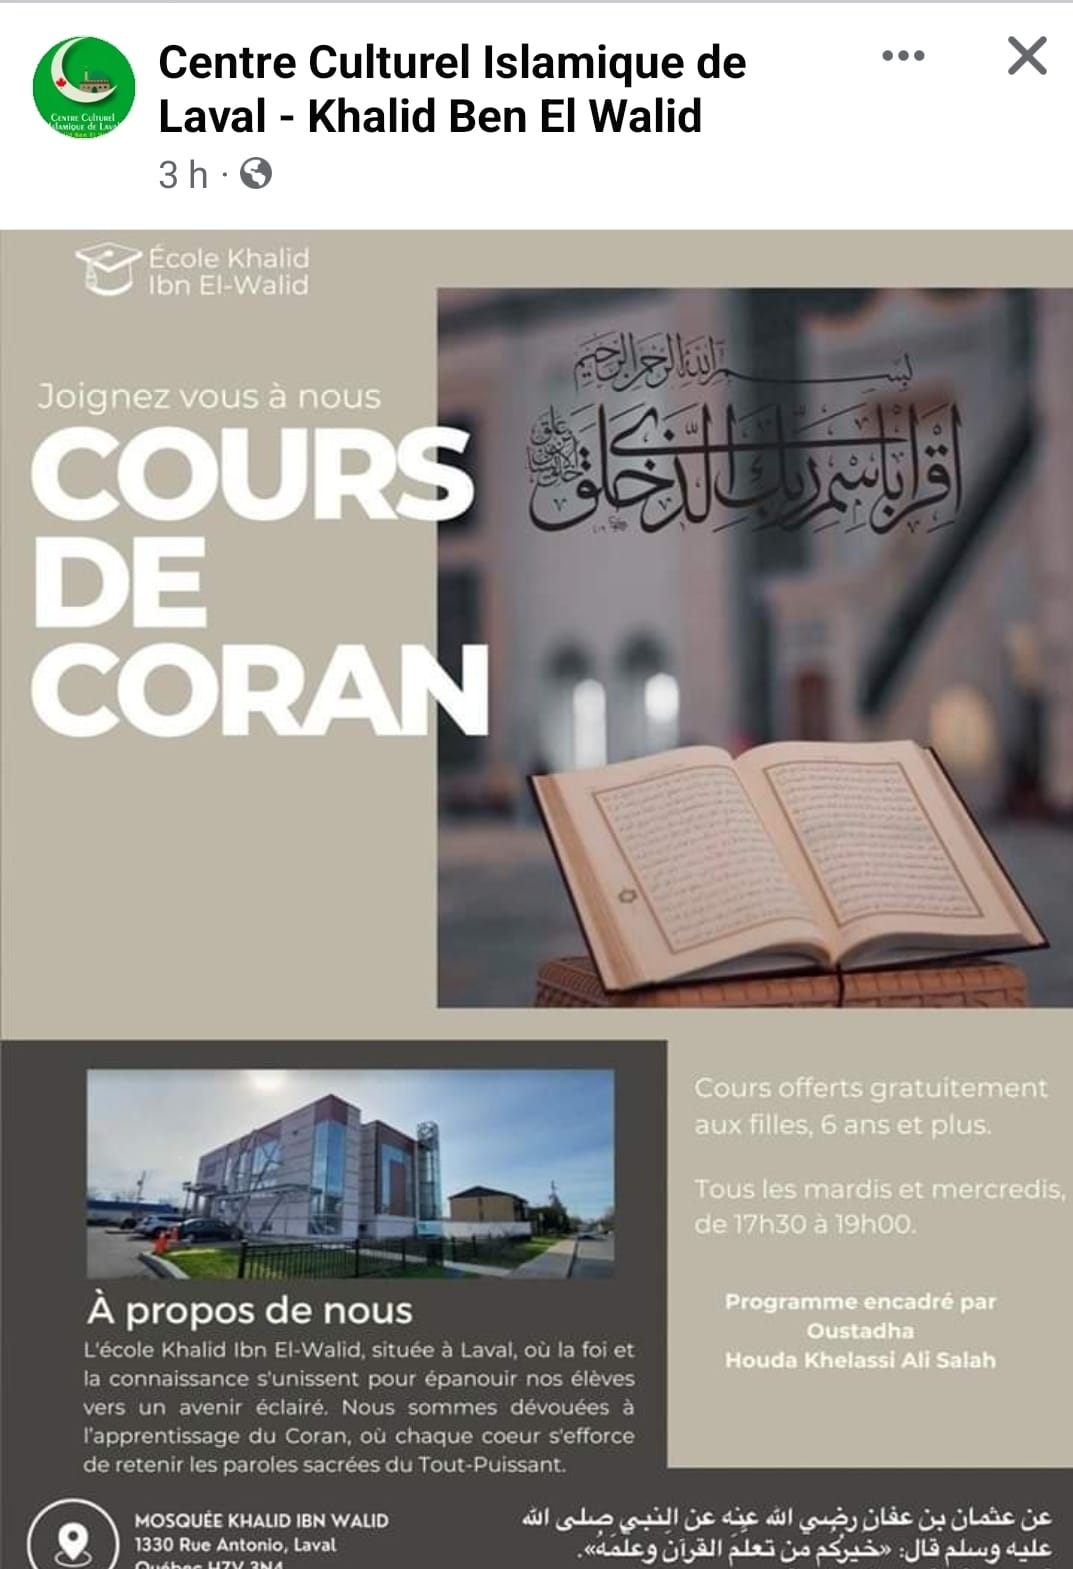 Centre Culturel Islamique de
Laval - Khalid Ben El Walid
3 h ·
Centre Culturel
École Khalid
Ibn El-Walid
Joignez vous à nous
COURS
DE
CORAN
بسم الله الرحمن الرحيم
اقرأ باسم ربك الذي خلق
Cours offerts gratuitement
aux filles, 6 ans et plus.
Tous les mardis et mercredis,
de 17h30 à 19h00.
Programme encadré par
Oustadha
Houda Khelassi Ali Salah
À propos de nous
L'école Khalid Ibn El-Walid, située à Laval, où la foi et
la connaissance s'unissent pour épanouir nos élèves
vers un avenir éclairé. Nous sommes dévouées à
l'apprentissage du Coran, où chaque coeur s'efforce
de retenir les paroles sacrées du Tout-Puissant.
MOSQUÉE KHALID IBN WALID
1330 Rue Antonio, Laval
Québec H7V 3N4
عن عثمان بن عفان رضي الله عنه عن النبي صلى الله
عليه وسلم قال: «خيركم من تعلم القرآن وعلمه».